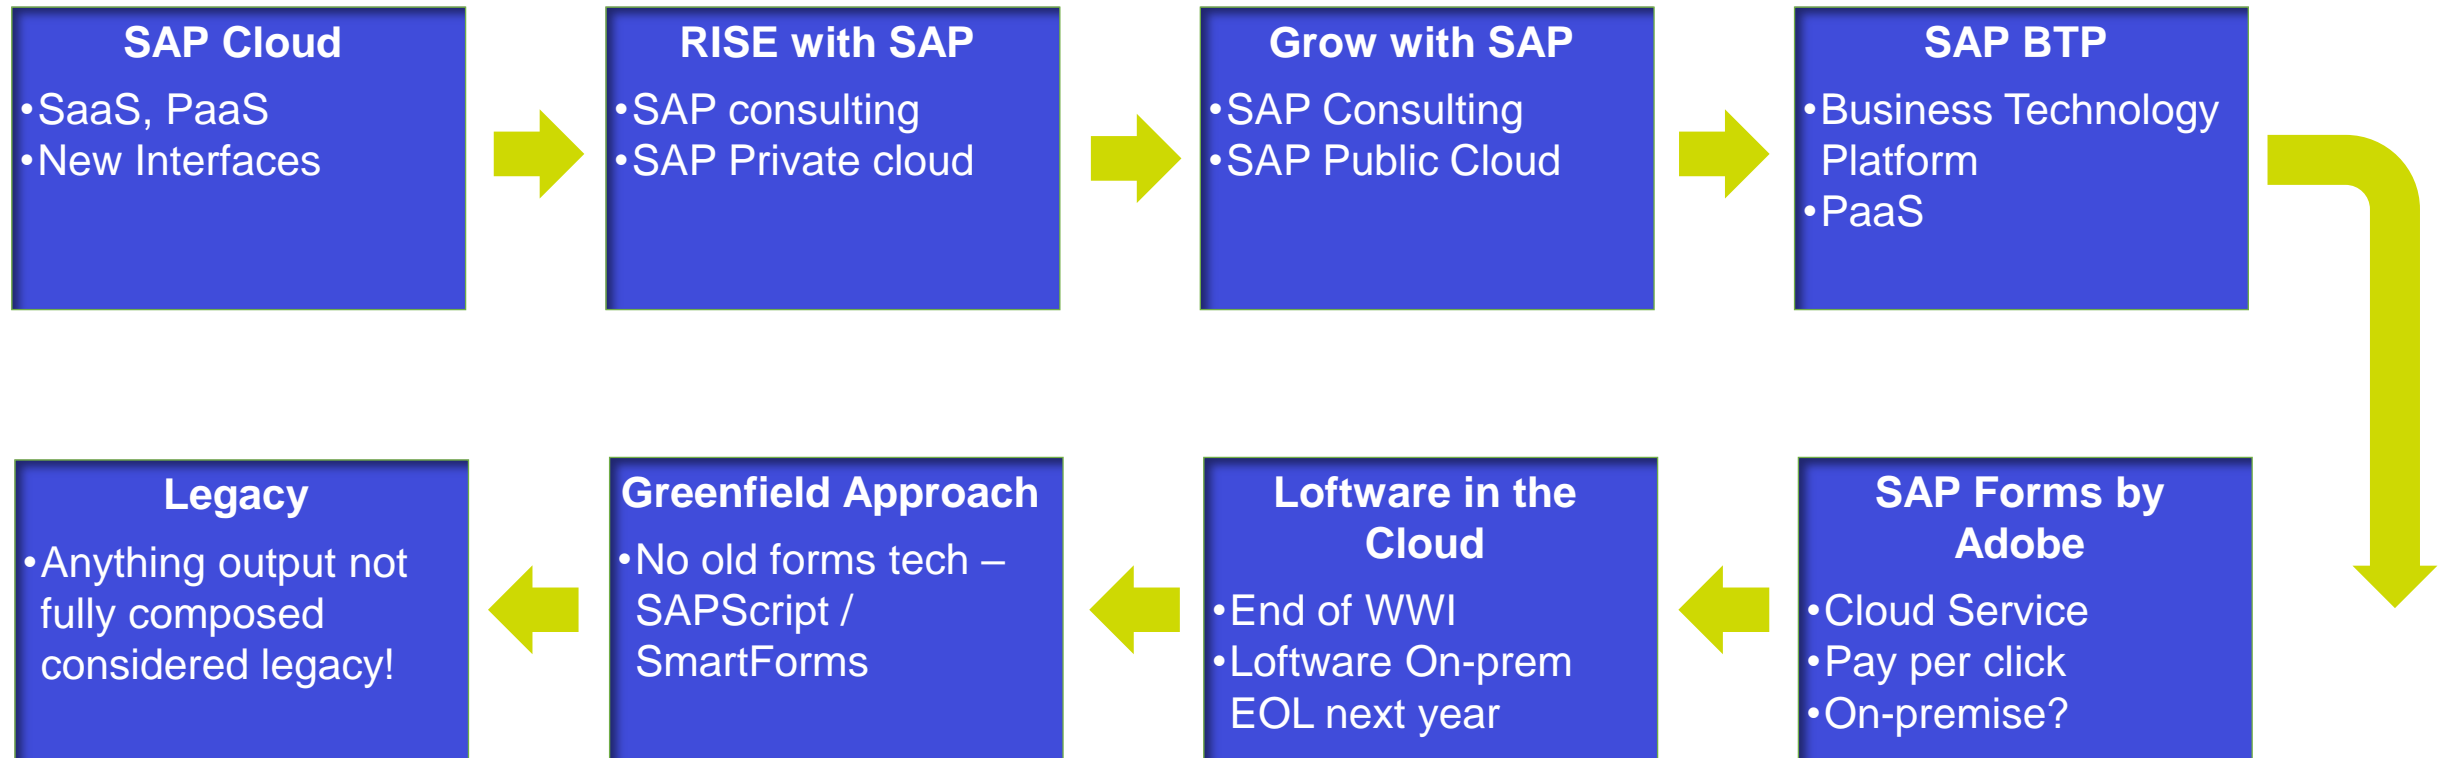 SAP Cloud
•SaaS, PaaS
•New Interfaces
RISE with SAP
•SAP consulting
•SAP Private cloud
Grow with SAP
•SAP Consulting
•SAP Public Cloud
SAP BTP
•Business Technology
Platform
•PaaS
SAP Forms by
Adobe
•Cloud Service
•Pay per click
•On-premise?
Loftware in the
Cloud
•End of WWI
•Loftware On-prem
EOL next year
Greenfield Approach
•No old forms tech –
SAPScript /
SmartForms
Legacy
•Anything output not
fully composed
considered legacy!